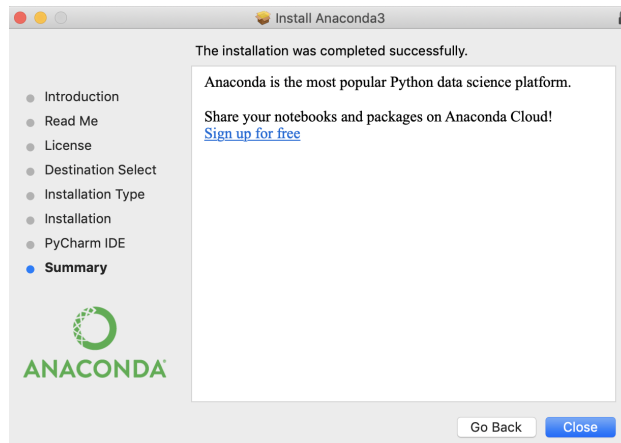 Install Anaconda3
The installation was completed successfully.
Introduction
Read Me
License
Destination Select
Installation Type
Installation
PyCharm IDE
Summary
Anaconda is the most popular Python data science platform.
Share your notebooks and packages on Anaconda Cloud!
Sign up for free
ANACONDA
Go Back
Close